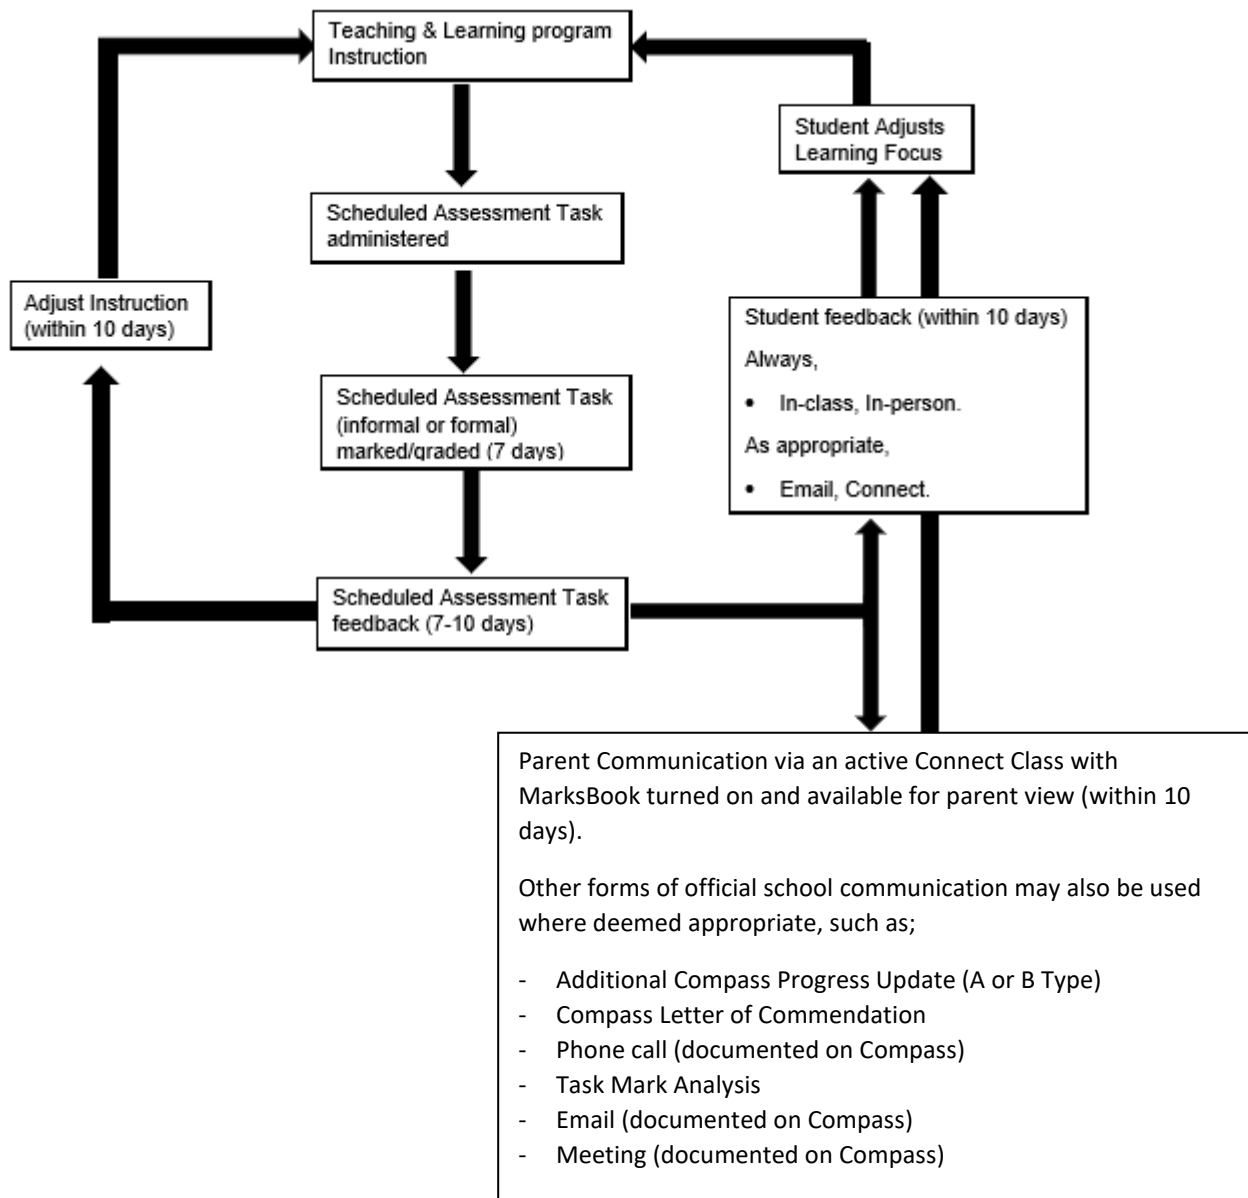 Teaching & Learning program
Instruction
Student Adjusts
Learning Focus
Scheduled Assessment Task
administered
Adjust Instruction
(within 10 days)
Student feedback (within 10 days)
Always,
• In-class, In-person.
As appropriate,
• Email, Connect.
Scheduled Assessment Task
(informal or formal)
marked/graded (7 days)
Scheduled Assessment Task
feedback (7-10 days)
Parent Communication via an active Connect Class with
MarksBook turned on and available for parent view (within 10
days).
Other forms of official school communication may also be used
where deemed appropriate, such as;
- Additional Compass Progress Update (A or B Type)
- Compass Letter of Commendation
- Phone call (documented on Compass)
- Task Mark Analysis
- Email (documented on Compass)
- Meeting (documented on Compass)